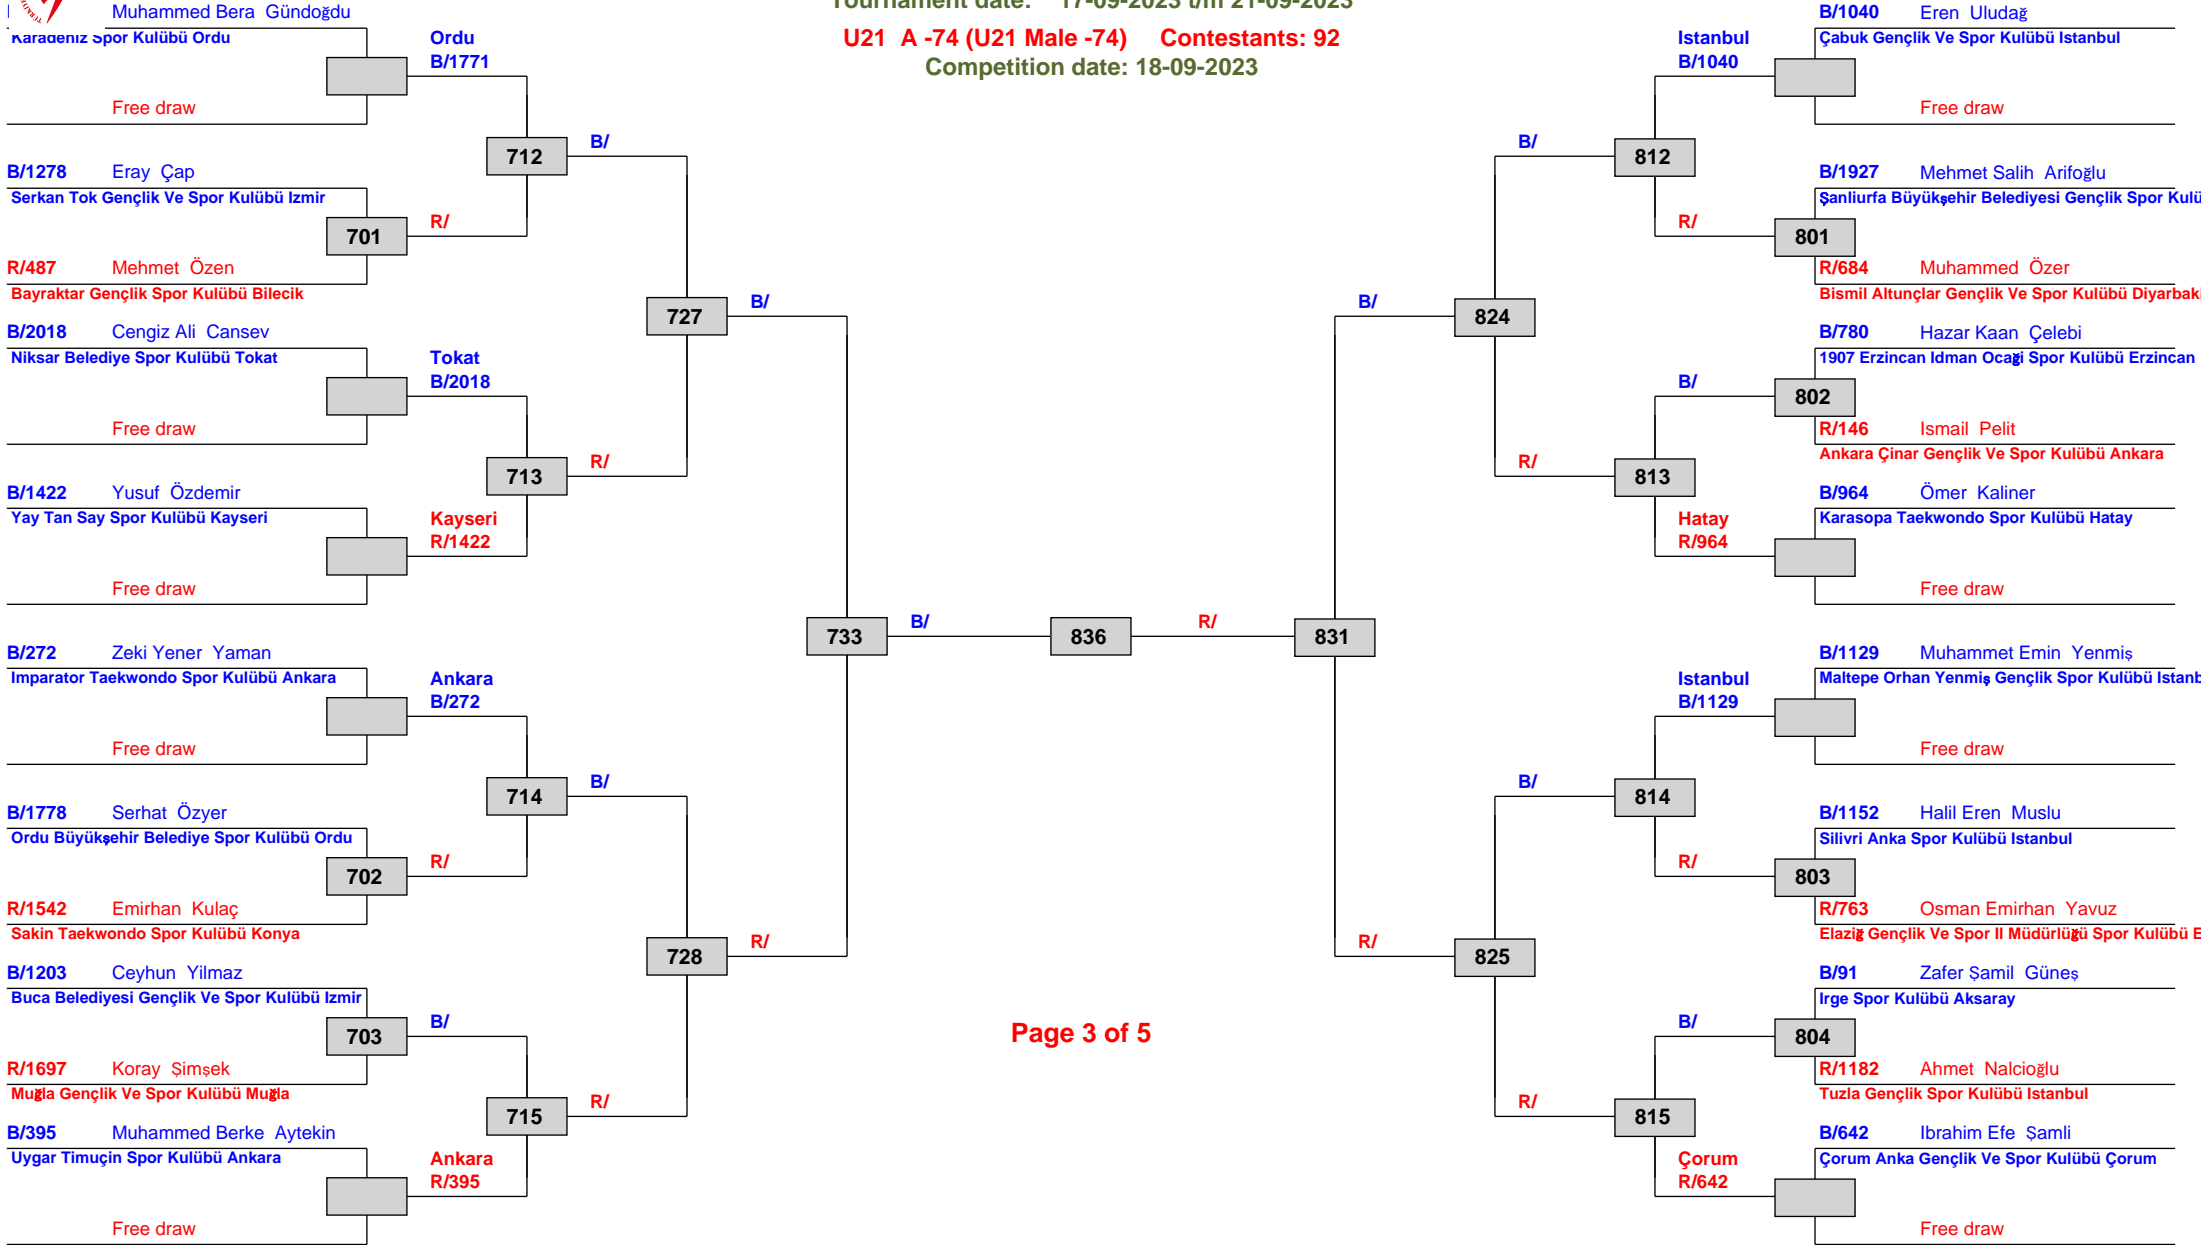 Tournament date: 17-09-2023 t/m 21-09-2023
U21 A -74 (U21 Male -74) Contestants: 92
Competition date: 18-09-2023
Muhammed Bera Gündoğdu
Karadeniz Spor Kulübü Ordu
Free draw
Ordu
B/1771
B/1278 Eray Çap
Serkan Tok Gençlik Ve Spor Kulübü Izmir
701
R/487 Mehmet Özen
Bayraktar Gençlik Spor Kulübü Bilecik
R/
712
B/
B/2018 Cengiz Ali Cansev
Niksar Belediye Spor Kulübü Tokat
Free draw
Tokat
B/2018
B/1422 Yusuf Özdemir
Yay Tan Say Spor Kulübü Kayseri
Free draw
Kayseri
R/1422
713
R/
727
B/
B/272 Zeki Yener Yaman
Imparator Taekwondo Spor Kulübü Ankara
Free draw
Ankara
B/272
B/1778 Serhat Özyer
Ordu Büyükşehir Belediye Spor Kulübü Ordu
702
R/1542 Emirhan Kulaç
Sakin Taekwondo Spor Kulübü Konya
R/
714
B/
B/1203 Ceyhun Yilmaz
Buca Belediyesi Gençlik Ve Spor Kulübü Izmir
703
R/1697 Koray Şimşek
Muğla Gençlik Ve Spor Kulübü Muğla
B/
B/395 Muhammed Berke Aytekin
Uygar Timuçin Spor Kulübü Ankara
Free draw
Ankara
R/395
715
R/
728
R/
733
B/
836
R/
831
B/
R/
824
B/
R/
825
B/
R/
812
Istanbul
B/1040
R/
813
B/
Hatay
R/964
814
Istanbul
B/1129
R/
815
B/
Çorum
R/642
B/1040 Eren Uludağ
Çabuk Gençlik Ve Spor Kulübü Istanbul
Free draw
B/1927 Mehmet Salih Arifoğlu
Şanliurfa Büyükşehir Belediyesi Gençlik Spor Kulü
801
R/684 Muhammed Özer
Bismil Altunçlar Gençlik Ve Spor Kulübü Diyarbaki
B/780 Hazar Kaan Çelebi
1907 Erzincan Idman Ocaği Spor Kulübü Erzincan
802
R/146 Ismail Pelit
Ankara Çinar Gençlik Ve Spor Kulübü Ankara
B/964 Ömer Kaliner
Karasopa Taekwondo Spor Kulübü Hatay
Free draw
B/1129 Muhammet Emin Yenmiş
Maltepe Orhan Yenmiş Gençlik Spor Kulübü Istanb
Free draw
B/1152 Halil Eren Muslu
Silivri Anka Spor Kulübü Istanbul
803
R/763 Osman Emirhan Yavuz
Elaziğ Gençlik Ve Spor Il Müdürlüğü Spor Kulübü E
B/91 Zafer Şamil Güneş
Irge Spor Kulübü Aksaray
804
R/1182 Ahmet Nalcioğlu
Tuzla Gençlik Spor Kulübü Istanbul
B/642 Ibrahim Efe Şamli
Çorum Anka Gençlik Ve Spor Kulübü Çorum
Free draw
Page 3 of 5